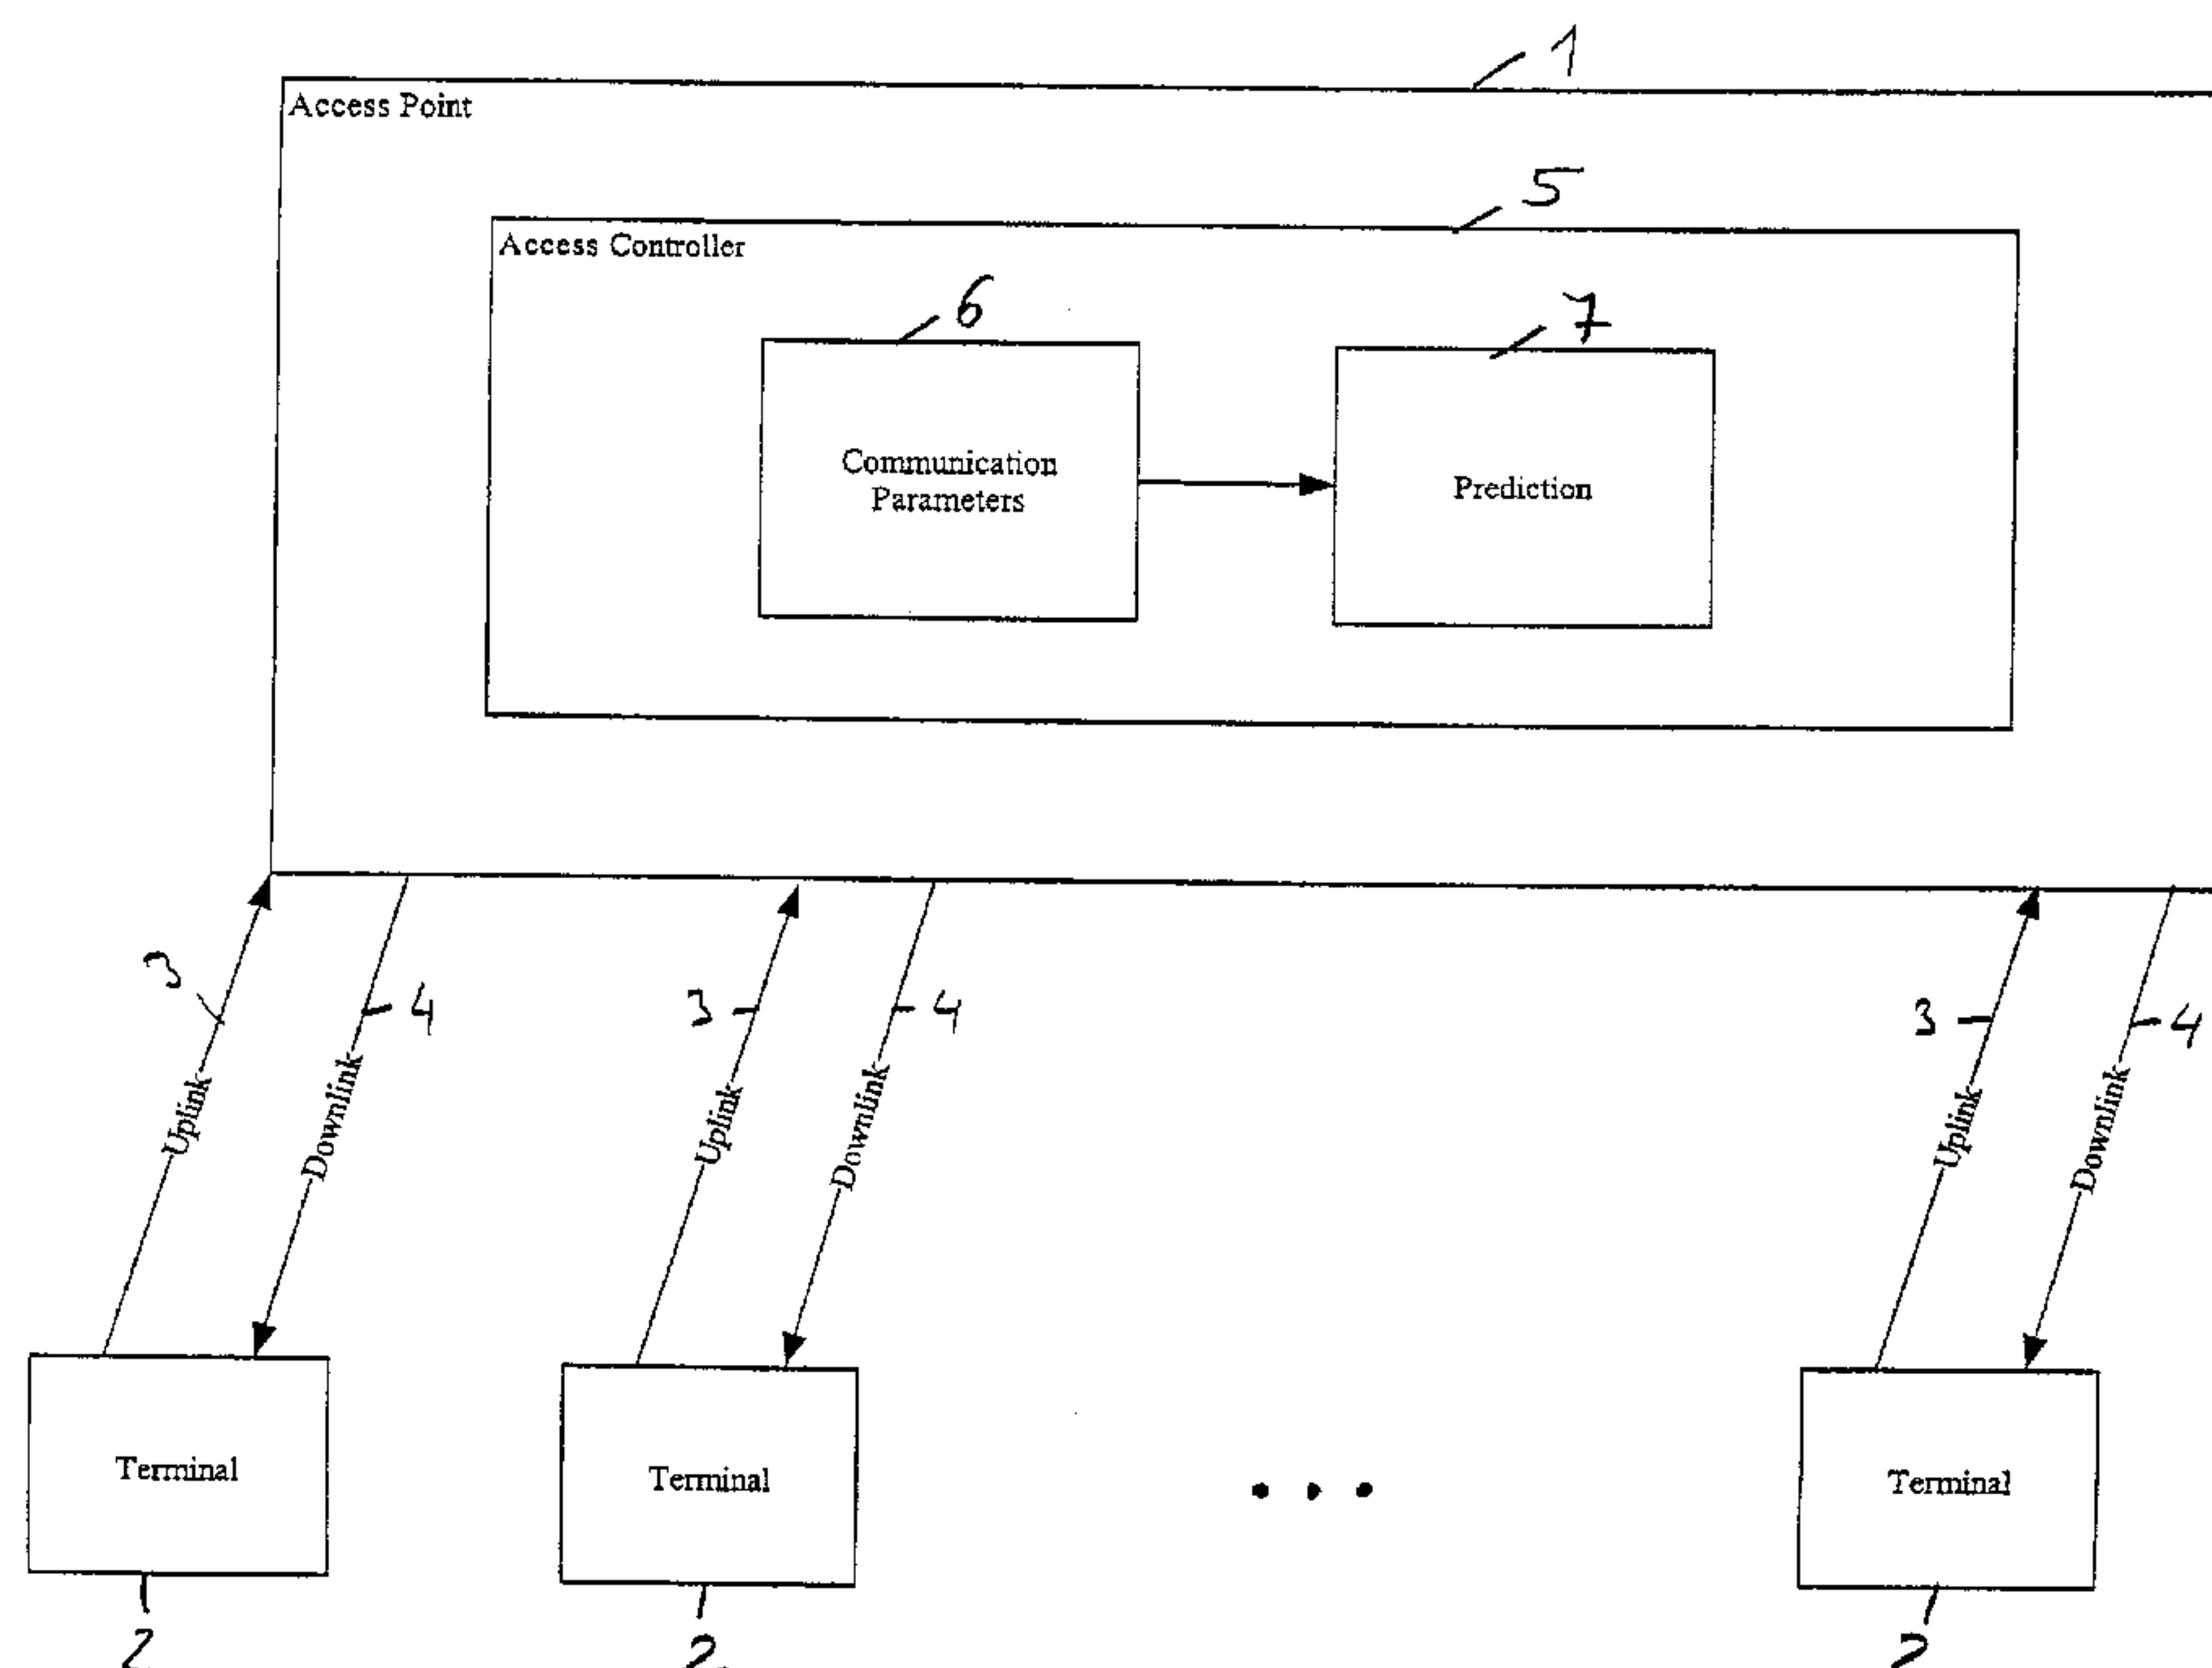 1
Access Point
5
Access Controller
6
7
Communication
Parameters
Prediction
3
4
3
4
3
4
Uplink
Downlink
Uplink
Downlink
Uplink
Downlink
Terminal
Terminal
• • •
Terminal
2
2
2